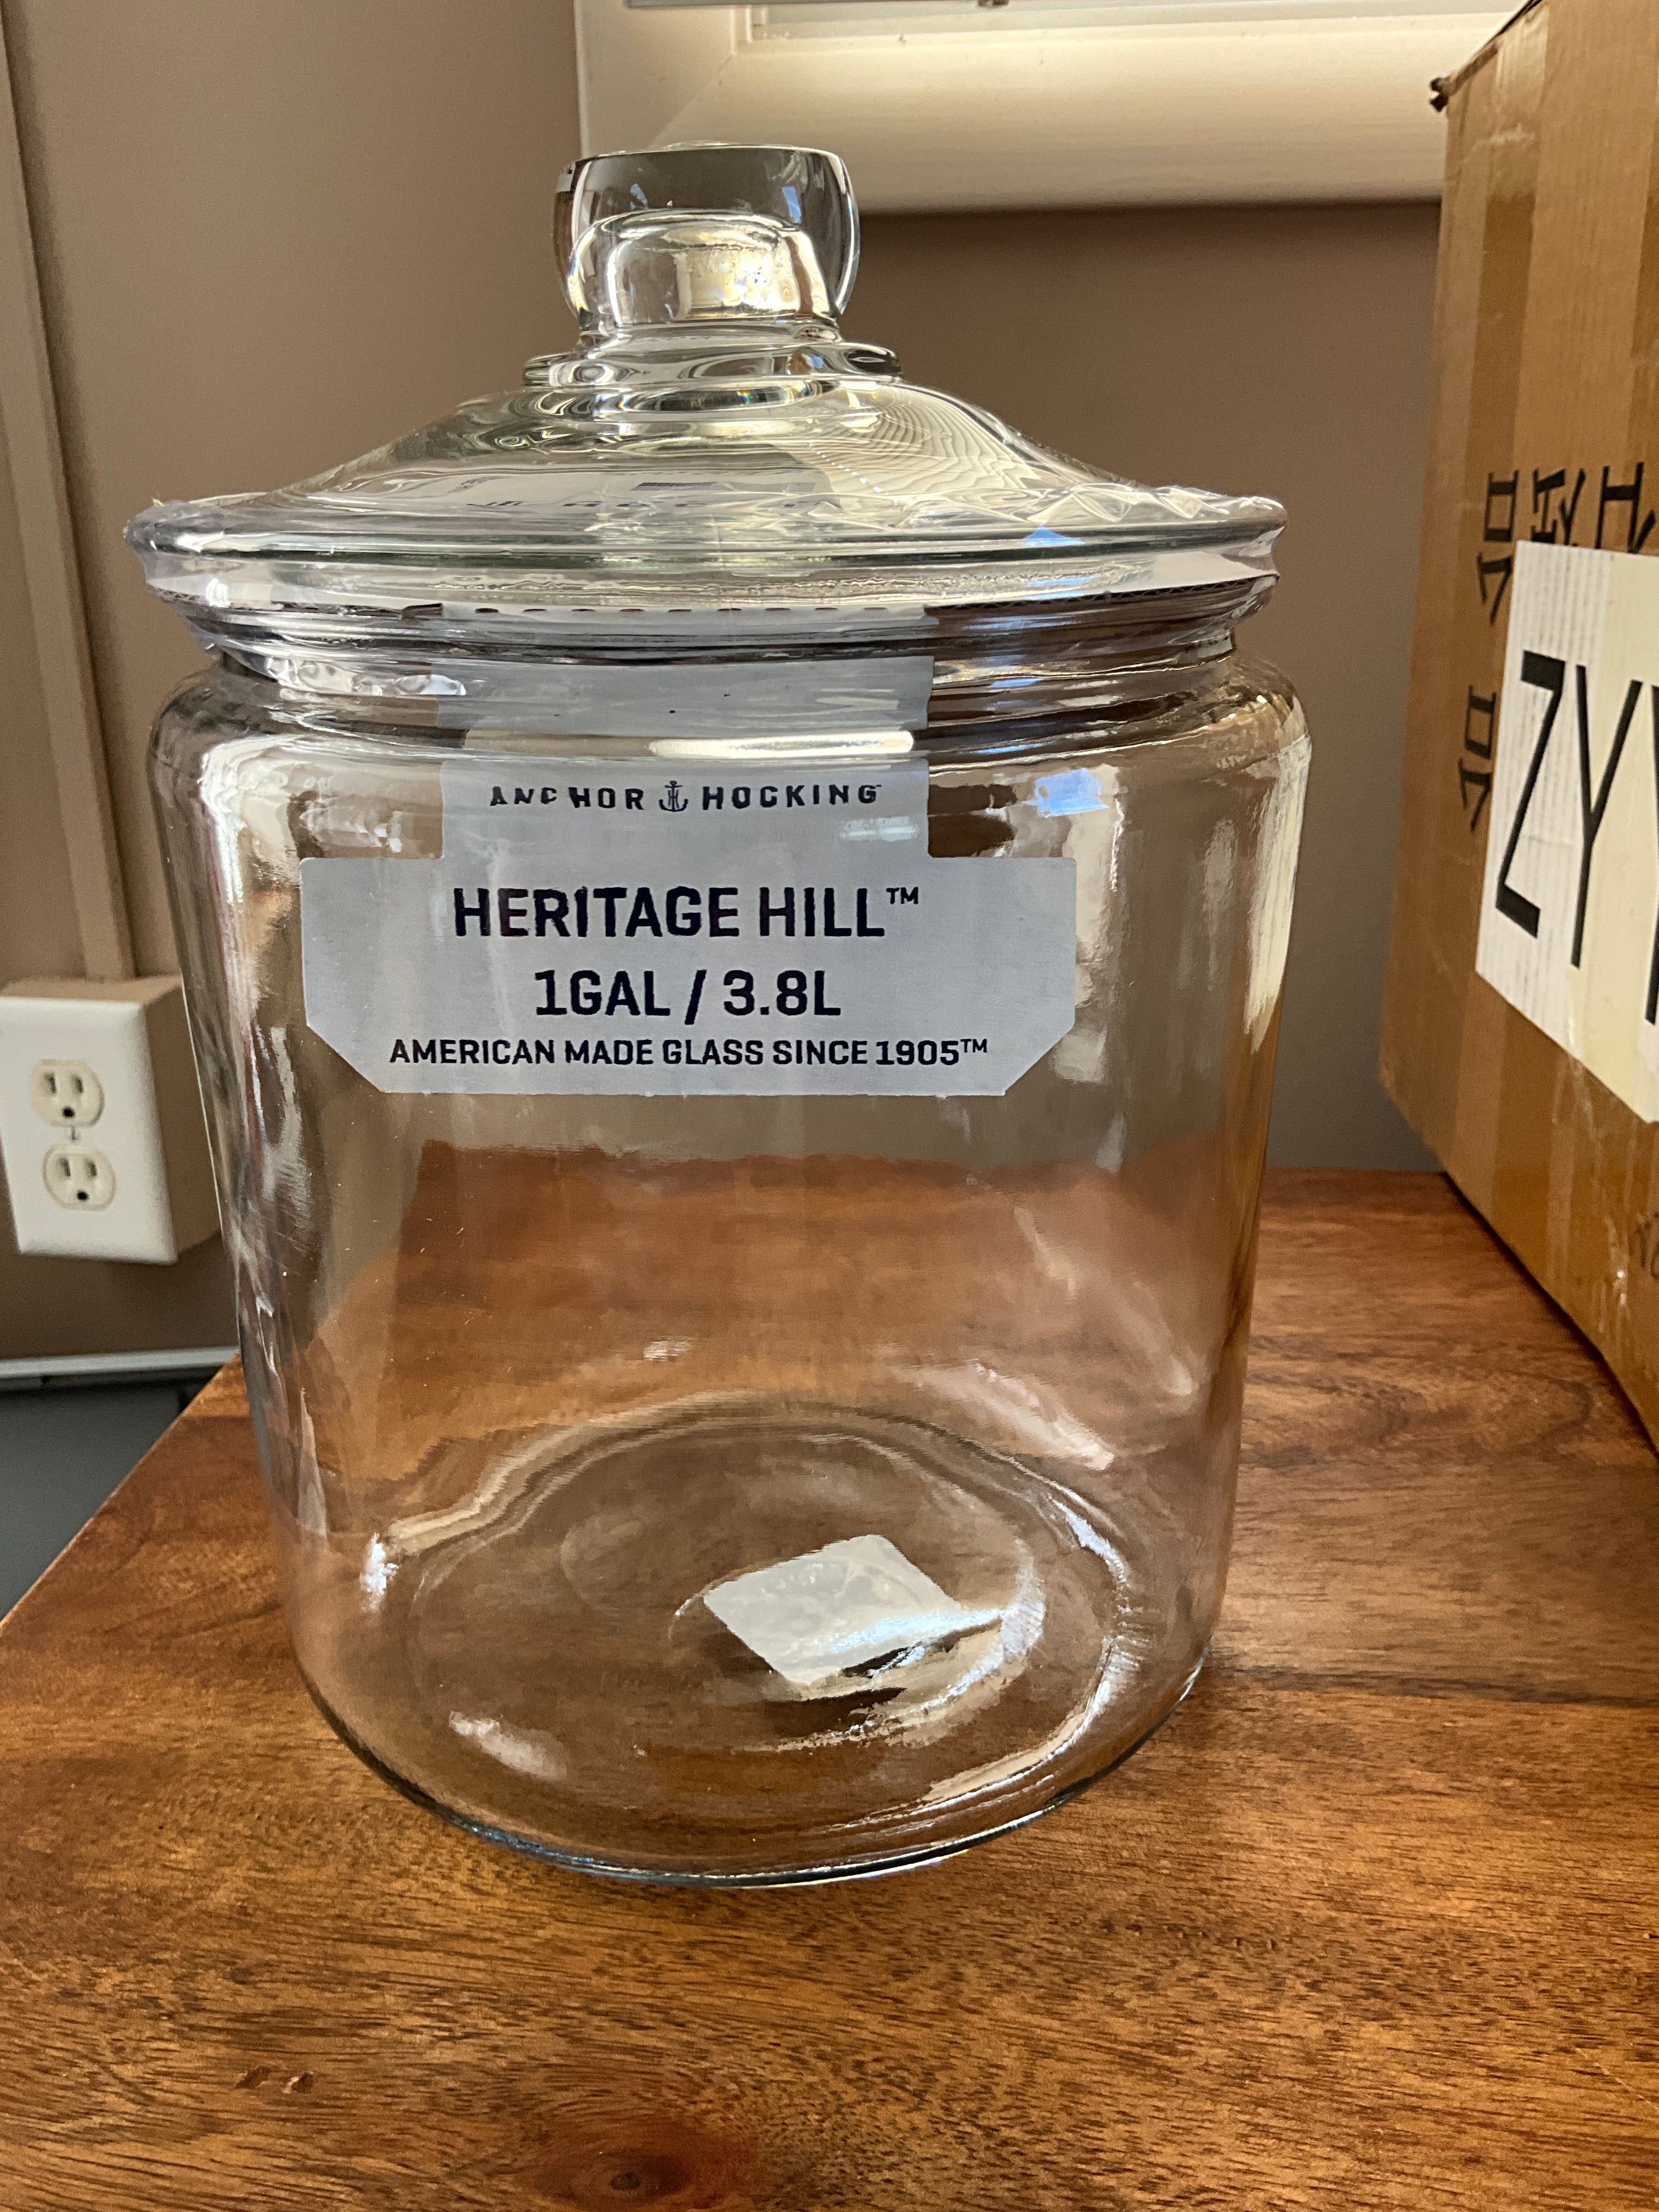 ANCHOR HOCKING
HERITAGE HILL™
1GAL / 3.8L
AMERICAN MADE GLASS SINCE 1905™
ZY